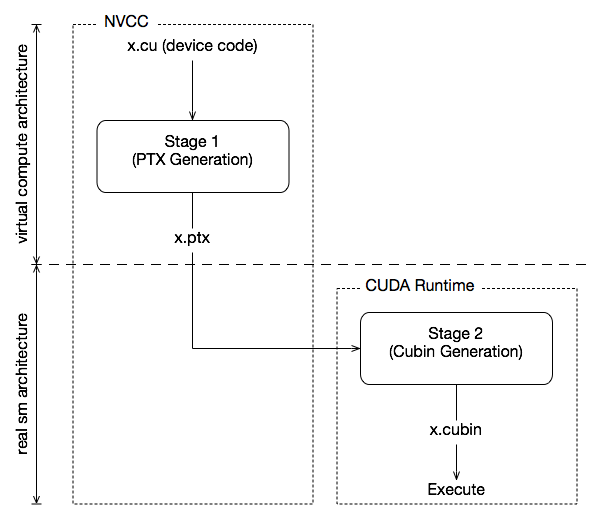 NVCC
x.cu (device code)
virtual compute architecture
Stage 1
(PTX Generation)
x.ptx
real sm architecture
CUDA Runtime
Stage 2
(Cubin Generation)
x.cubin
Execute